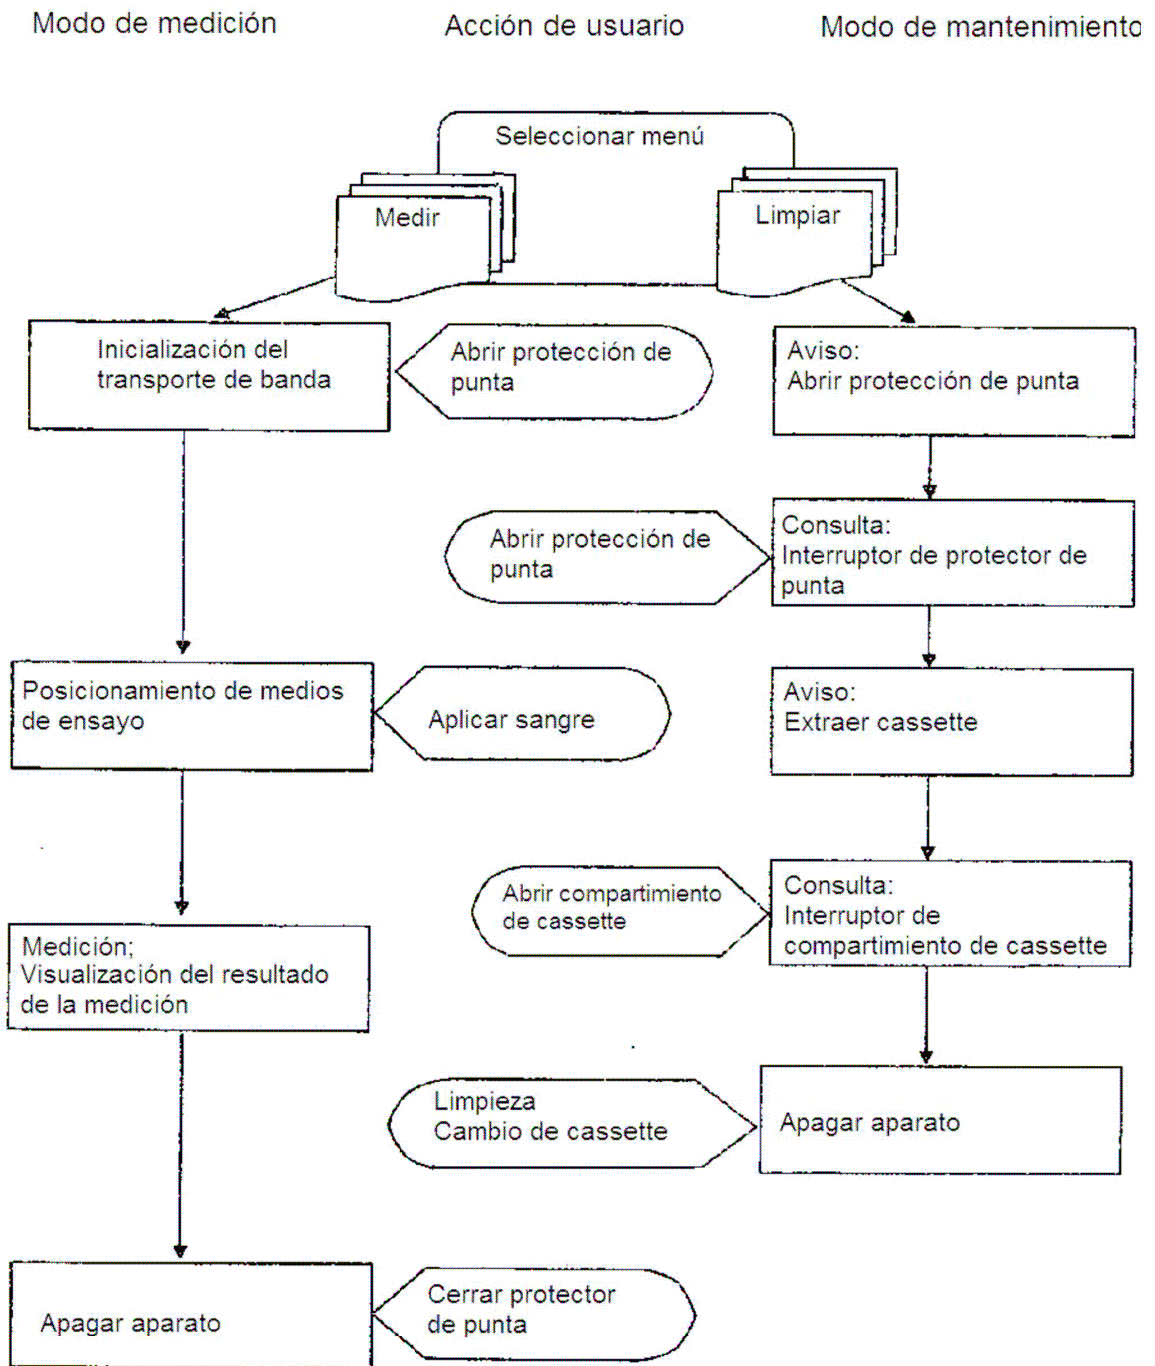 Modo de medición
Acción de usuario
Modo de mantenimiento
Seleccionar menú
Medir
Limpiar
Inicialización del
transporte de banda
Abrir protección de
punta
Aviso:
Abrir protección de punta
Abrir protección de
punta
Consulta:
Interruptor de protector de
punta
Posicionamiento de medios
de ensayo
Aplicar sangre
Aviso:
Extraer cassette
Abrir compartimiento
de cassette
Consulta:
Interruptor de
compartimiento de cassette
Medición;
Visualización del resultado
de la medición
Limpieza
Cambio de cassette
Apagar aparato
Apagar aparato
Cerrar protector
de punta